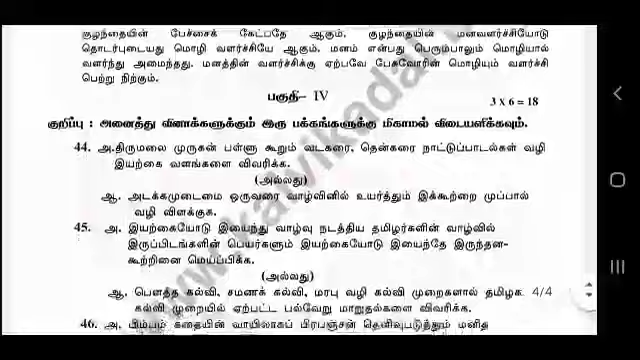 குழந்தையின் பேச்சைக் கேட்பதே ஆகும். குழந்தையின் மனவளர்ச்சியோடு
தொடர்புடையது மொழி வளர்ச்சியே ஆகும். மனம் என்பது பெரும்பாலும் மொழியால்
வளர்ந்து அமைந்தது. மனத்தின் வளர்ச்சிக்கு ஏற்பவே பேசுவோரின் மொழியும் வளர்ச்சி
பெற்று நிற்கும்.
பகுதி - IV
3 X 6 = 18
குறிப்பு : அனைத்து வினாக்களுக்கும் இரு பக்கங்களுக்கு மிகாமல் விடையளிக்கவும்.
44. அ.திருமலை முருகன் பள்ளு கூறும் வடகரை, தென்கரை நாட்டுப்பாடல்கள் வழி
இயற்கை வளங்களை விவரிக்க.
(அல்லது)
ஆ. அடக்கமுடைமை ஒருவரை வாழ்வினில் உயர்த்தும் இக்கூற்றை முப்பால்
வழி விளக்குக.
45. அ. இயற்கையோடு இயைந்து வாழ்வு நடத்திய தமிழர்களின் வாழ்வில்
இருப்பிடங்களின் பெயர்களும் இயற்கையோடு இயைந்தே இருந்தன-
கூற்றினை மெய்ப்பிக்க.
(அல்லது)
ஆ. பௌத்த கல்வி, சமணக் கல்வி, மரபு வழி கல்வி முறைகளால் தமிழக 4/4
கல்வி முறையில் ஏற்பட்ட பல்வேறு மாறுதல்களை விவரிக்க.
46. அ. பிம்பம் கதையின் வாயிலாகப் பிரபஞ்சன் தெளிவுபடுத்தும் மனித